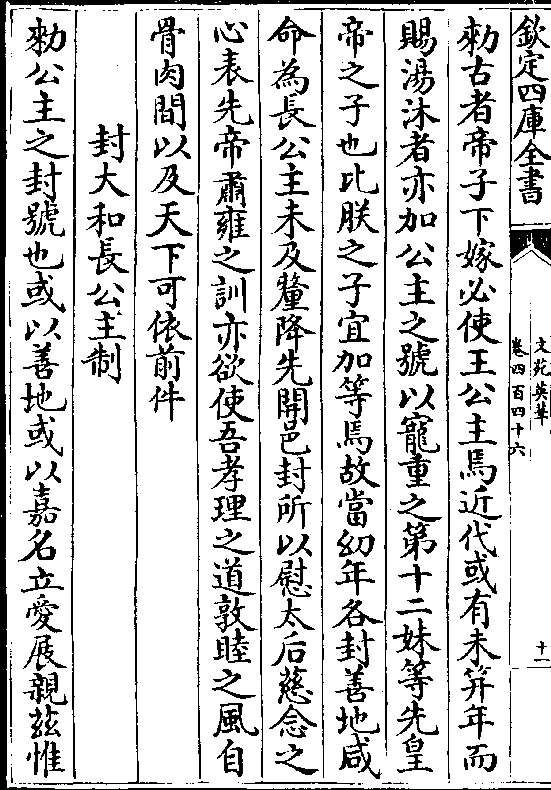 欽定四庫全書
文苑英華
卷四百四十六
十一
勑古者帝子下嫁必使王公主焉近代或有未笄年而
賜湯沐者亦加公主之號以寵重之第十二妹等先皇
帝之子也比朕之子宜加等焉故當幼年各封善地咸
命為長公主未及釐降先開邑封所以慰太后慈念之
心表先帝肅雍之訓亦欲使吾孝理之道敦睦之風自
骨肉間以及天下可依前件
封大和長公主制
勑公主之封號也或以善地或以嘉名立愛展親茲惟